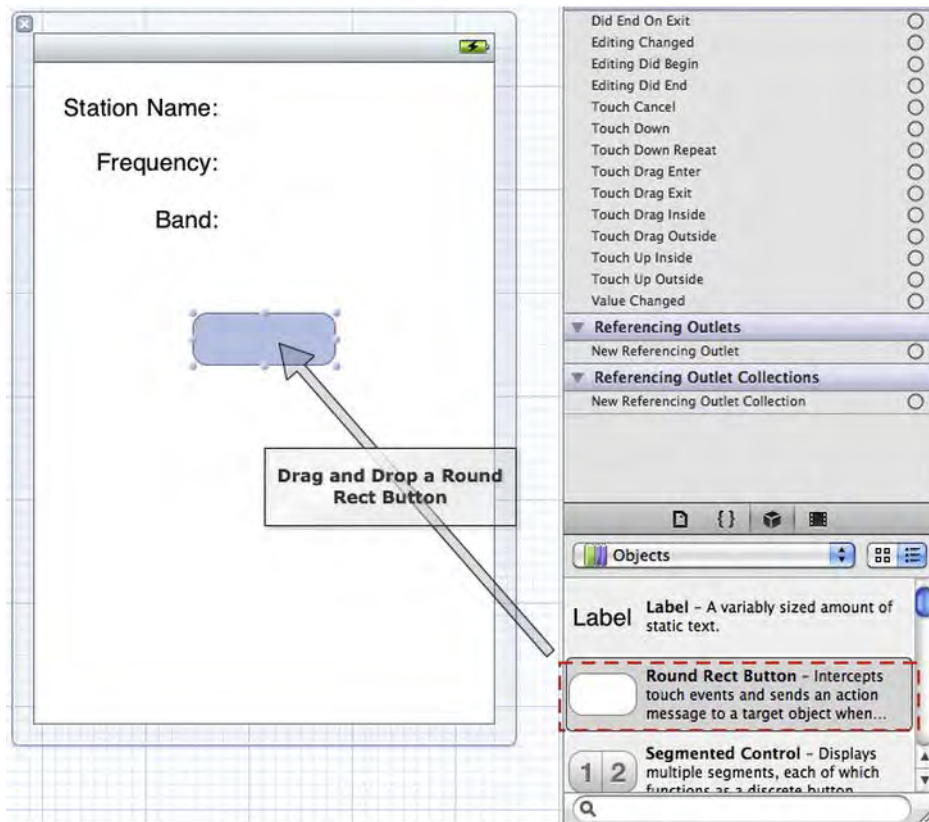 Station Name:
Frequency:
Band:
Drag and Drop a Round
Rect Button
Did End On Exit
Editing Changed
Editing Did Begin
Editing Did End
Touch Cancel
Touch Down
Touch Down Repeat
Touch Drag Enter
Touch Drag Exit
Touch Drag Inside
Touch Drag Outside
Touch Up Inside
Touch Up Outside
Value Changed
Referencing Outlets
New Referencing Outlet
Referencing Outlet Collections
New Referencing Outlet Collection
{}
Objects
Label
Label – A variably sized amount of
static text.
Round Rect Button – Intercepts
touch events and sends an action
message to a target object when...
1 2
Segmented Control – Displays
multiple segments, each of which
functions as a discrete button